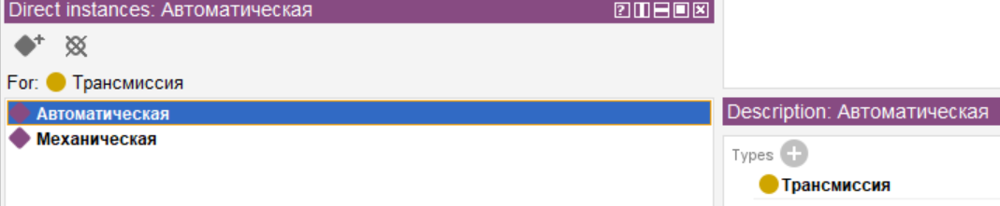 Direct instances: Автоматическая
For: Трансмиссия
Автоматическая
Механическая
Description: Автоматическая
Types
Трансмиссия